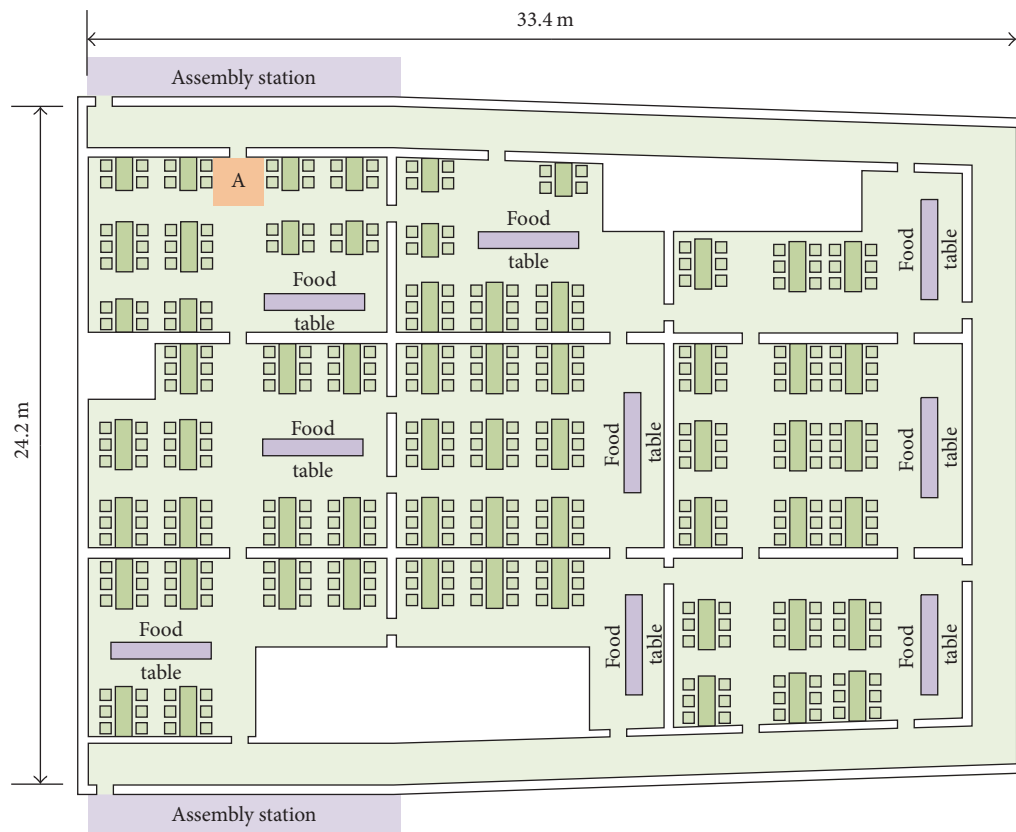 33.4 m
Assembly station
A
Food
table
Food
table
Food
table
24.2 m
Food
table
Food
table
Food
table
Food
table
Food
table
Food
table
Assembly station